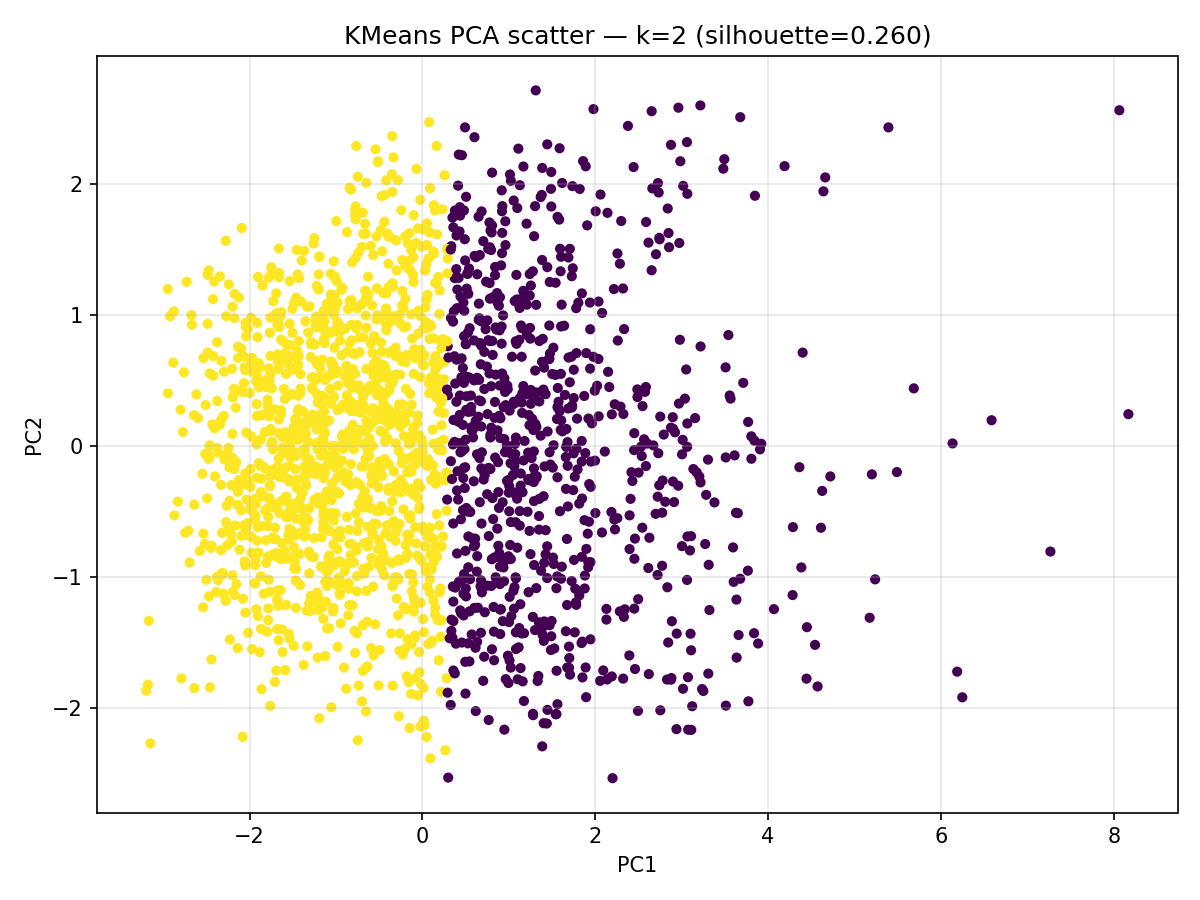 KMeans PCA scatter — k=2 (silhouette=0.260)
PC2
2
1
0
−1
−2
−2 0 2 4 6 8
PC1